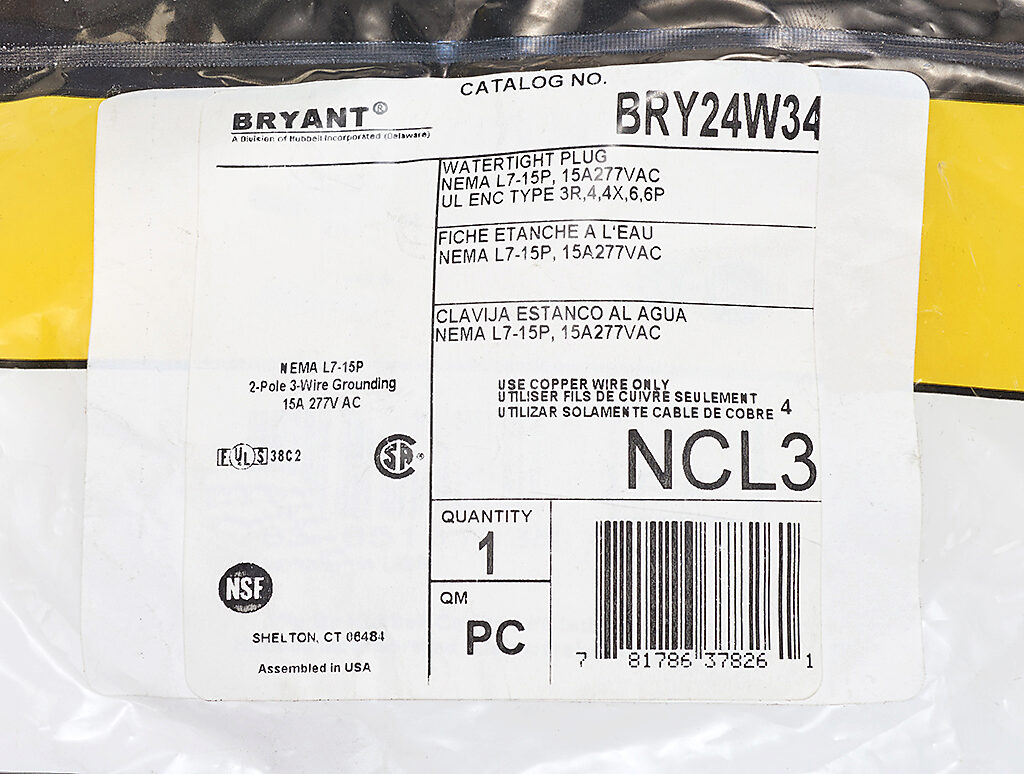 CATALOG NO.
BRYANT®
A Division of Hubbell Incorporated (Delaware)
BRY24W34
WATERTIGHT PLUG
NEMA L7-15P, 15A277VAC
UL ENC TYPE 3R,4,4X,6,6P
FICHE ETANCHE A L'EAU
NEMA L7-15P, 15A277VAC
CLAVIJA ESTANCO AL AGUA
NEMA L7-15P, 15A277VAC
NEMA L7-15P
2-Pole 3-Wire Grounding
15A 277V AC
USE COPPER WIRE ONLY
UTILISER FILS DE CUIVRE SEULEMENT
UTILIZAR SOLAMENTE CABLE DE COBRE 4
UL 38C2
SA ®
NCL3
QUANTITY
1
QM
PC
NSF
SHELTON, CT 06484
Assembled in USA
7 81786 37826 1